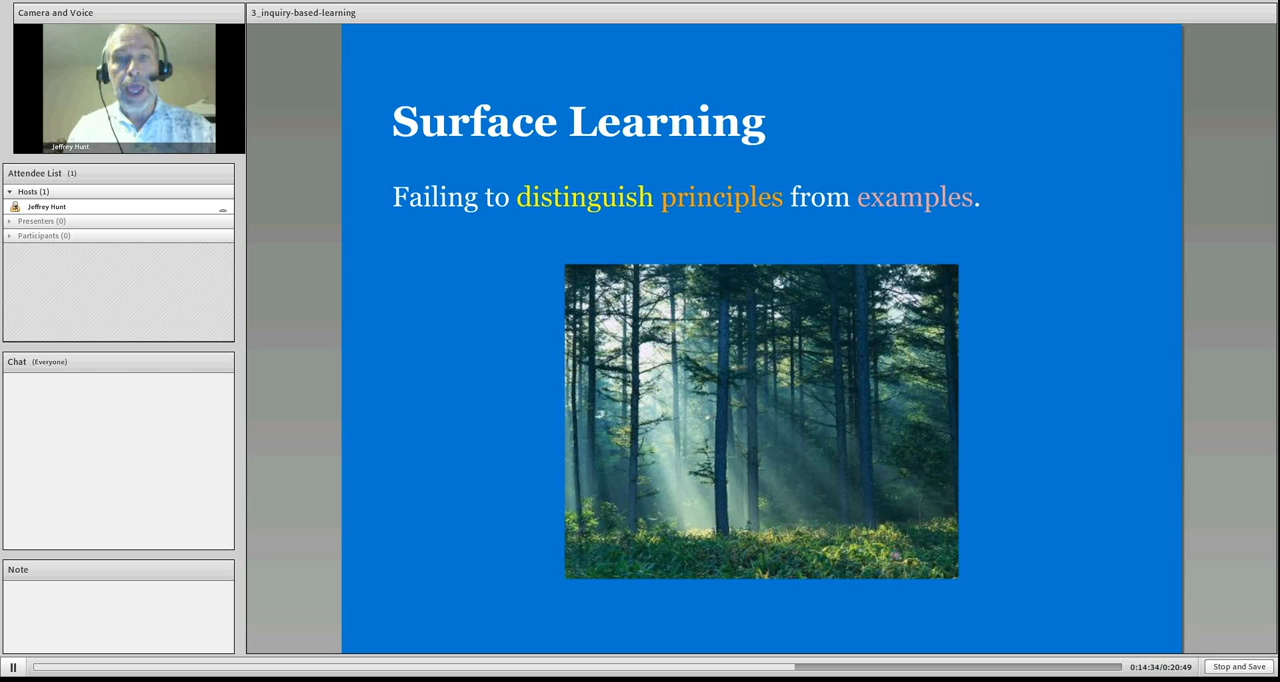 Camera and Voice
3_inquiry-based-learning
Jeffrey Hunt
Attendee List (1)
Hosts (1)
Jeffrey Hunt
Presenters (0)
Participants (0)
Chat (Everyone)
Note
Surface Learning
Failing to distinguish principles from examples.
0:14:34/0:20:49
Stop and Save